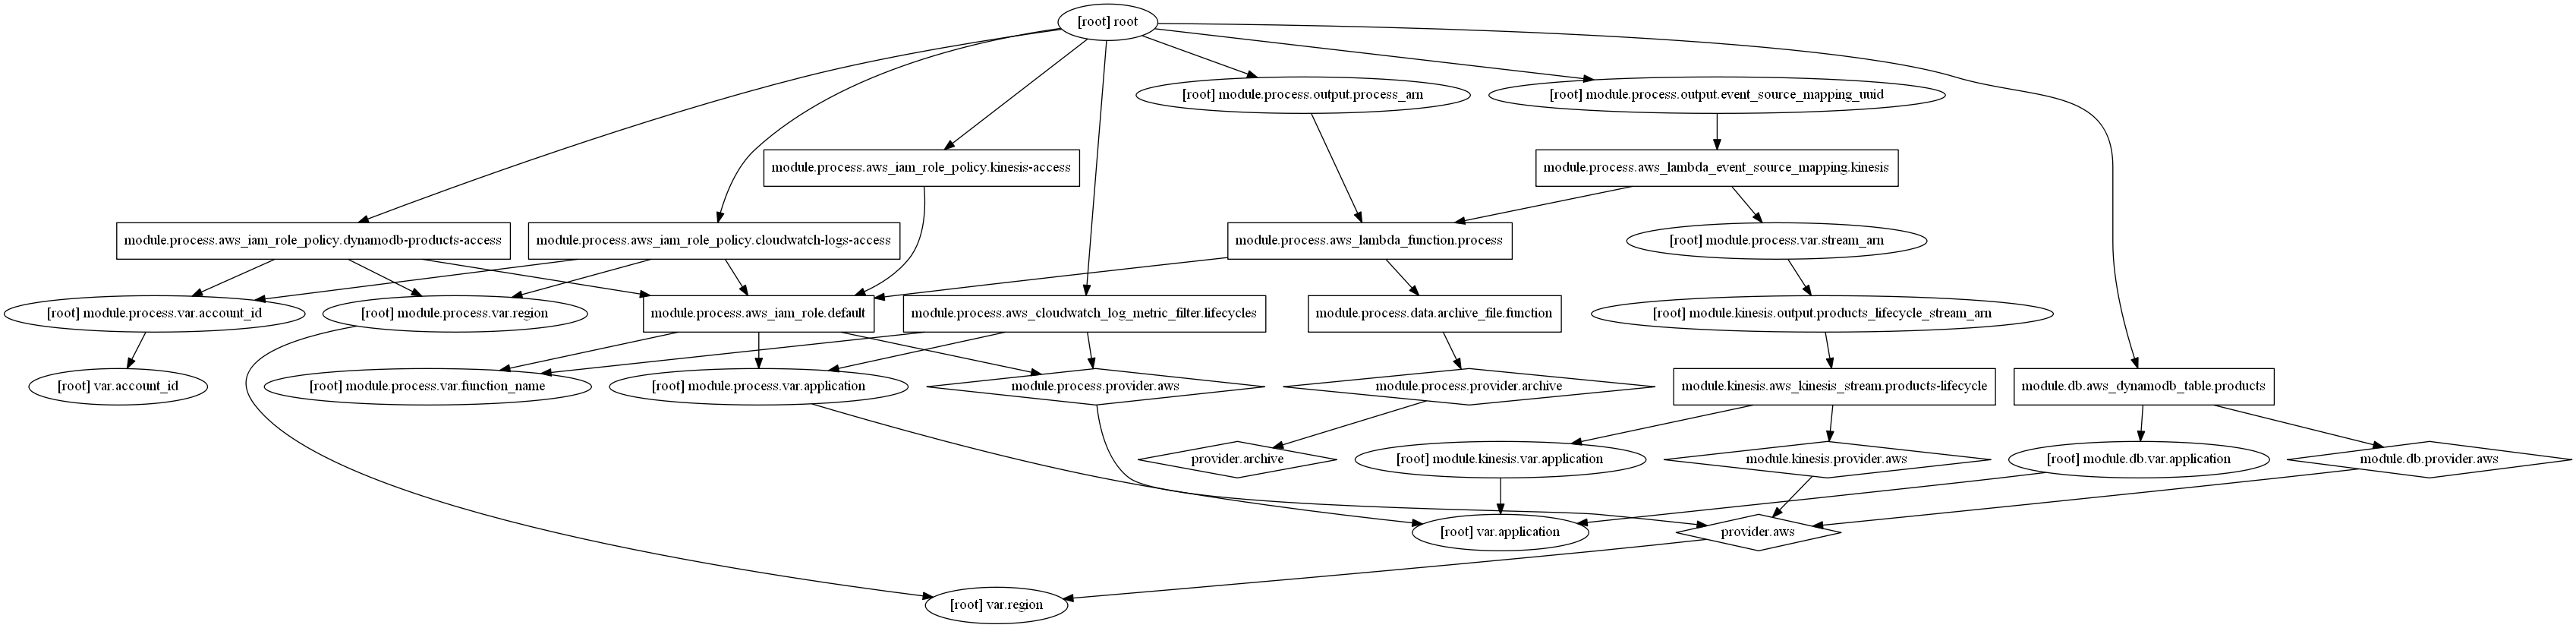 [root] root
[root] module.process.output.process_arn
[root] module.process.output.event_source_mapping_uuid
module.process.aws_iam_role_policy.kinesis-access
module.process.aws_lambda_event_source_mapping.kinesis
module.process.aws_iam_role_policy.dynamodb-products-access
module.process.aws_iam_role_policy.cloudwatch-logs-access
module.process.aws_lambda_function.process
[root] module.process.var.stream_arn
[root] module.process.var.account_id
[root] module.process.var.region
module.process.aws_iam_role.default
module.process.aws_cloudwatch_log_metric_filter.lifecycles
module.process.data.archive_file.function
[root] module.kinesis.output.products_lifecycle_stream_arn
[root] var.account_id
[root] module.process.var.function_name
[root] module.process.var.application
module.process.provider.aws
module.process.provider.archive
module.kinesis.aws_kinesis_stream.products-lifecycle
module.db.aws_dynamodb_table.products
provider.archive
[root] module.kinesis.var.application
module.kinesis.provider.aws
[root] module.db.var.application
module.db.provider.aws
[root] var.application
provider.aws
[root] var.region